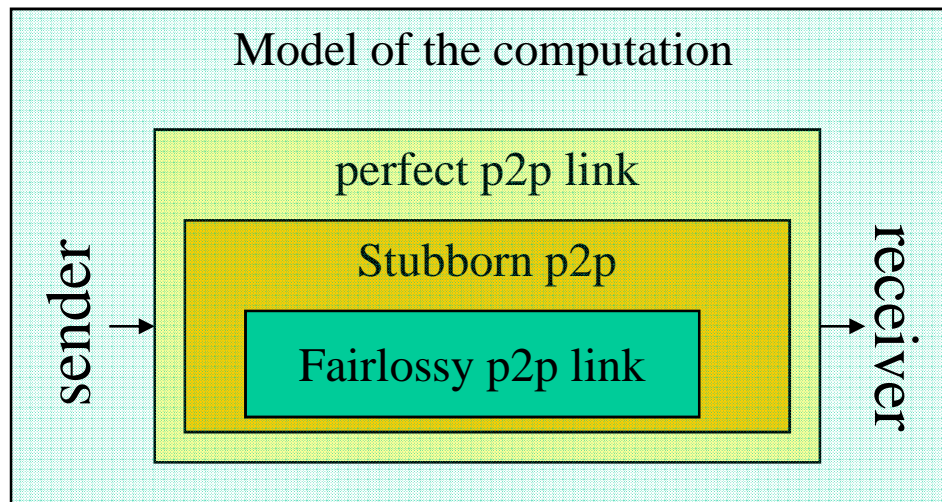 Model of the computation
perfect p2p link
Stubborn p2p
Fairlossy p2p link
sender
receiver